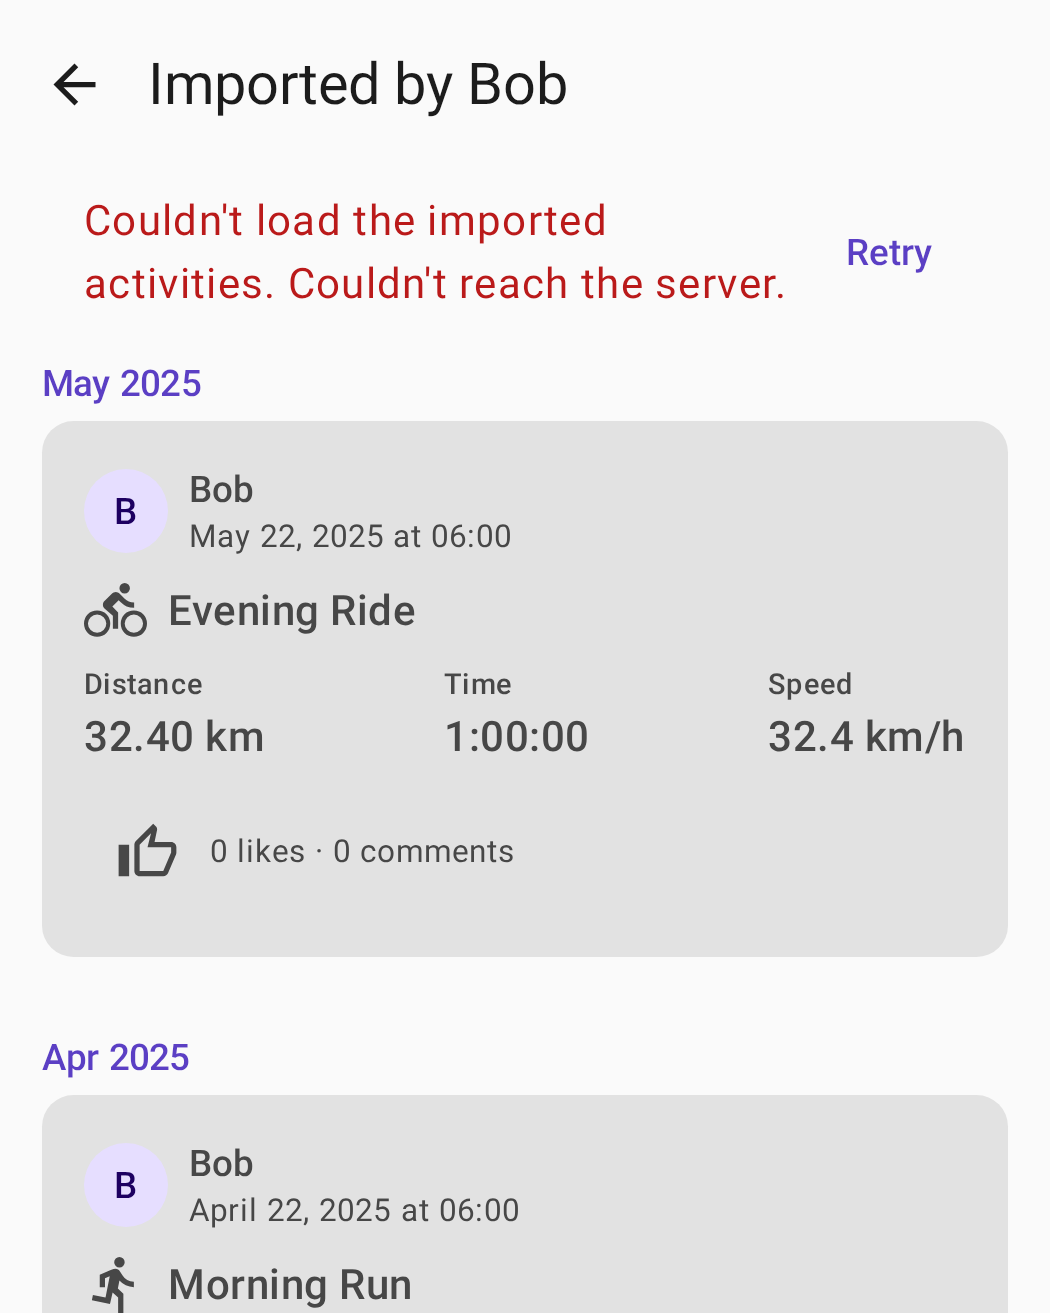 Imported by Bob
Couldn't load the imported
activities. Couldn't reach the server.
Retry
May 2025
B
Bob
May 22, 2025 at 06:00
Evening Ride
Distance Time Speed
32.40 km 1:00:00 32.4 km/h
0 likes · 0 comments
Apr 2025
B
Bob
April 22, 2025 at 06:00
Morning Run